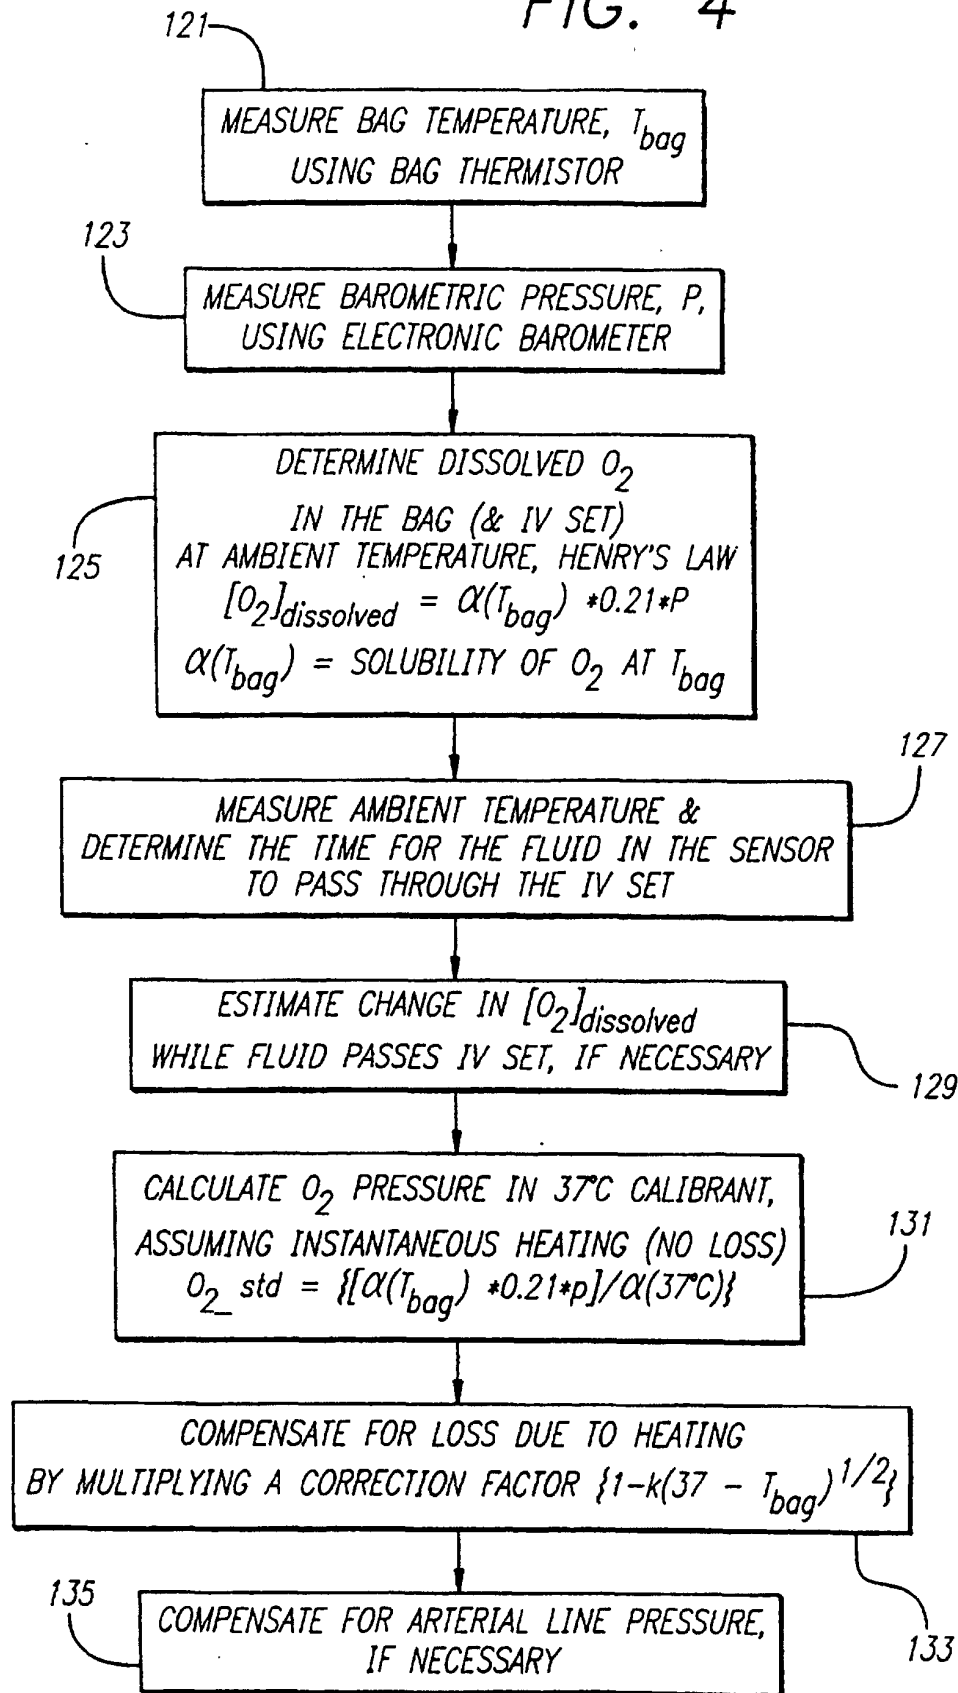 FIG. 4
121
MEASURE BAG TEMPERATURE, Tbag
USING BAG THERMISTOR
123
MEASURE BAROMETRIC PRESSURE, P,
USING ELECTRONIC BAROMETER
DETERMINE DISSOLVED O2
IN THE BAG (& IV SET)
AT AMBIENT TEMPERATURE, HENRY'S LAW
[O2]dissolved = α(Tbag) *0.21*P
α(Tbag) = SOLUBILITY OF O2 AT Tbag
125
127
MEASURE AMBIENT TEMPERATURE &
DETERMINE THE TIME FOR THE FLUID IN THE SENSOR
TO PASS THROUGH THE IV SET
ESTIMATE CHANGE IN [O2]dissolved
WHILE FLUID PASSES IV SET, IF NECESSARY
129
CALCULATE O2 PRESSURE IN 37°C CALIBRANT,
ASSUMING INSTANTANEOUS HEATING (NO LOSS)
O2_ std = {[α(Tbag) *0.21*p]/α(37°C)}
131
COMPENSATE FOR LOSS DUE TO HEATING
BY MULTIPLYING A CORRECTION FACTOR {1-k(37 - Tbag)1/2}
133
135
COMPENSATE FOR ARTERIAL LINE PRESSURE,
IF NECESSARY